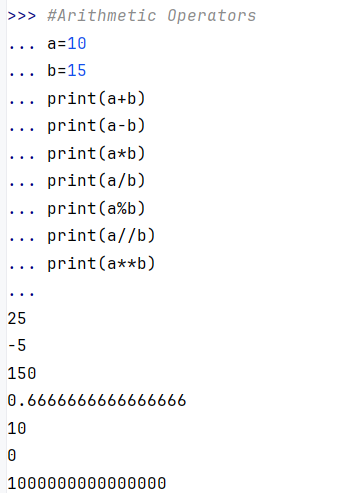 >>> #Arithmetic Operators
... a=10
... b=15
... print(a+b)
... print(a-b)
... print(a*b)
... print(a/b)
... print(a%b)
... print(a//b)
... print(a**b)
...
25
-5
150
0.6666666666666666
10
0
1000000000000000